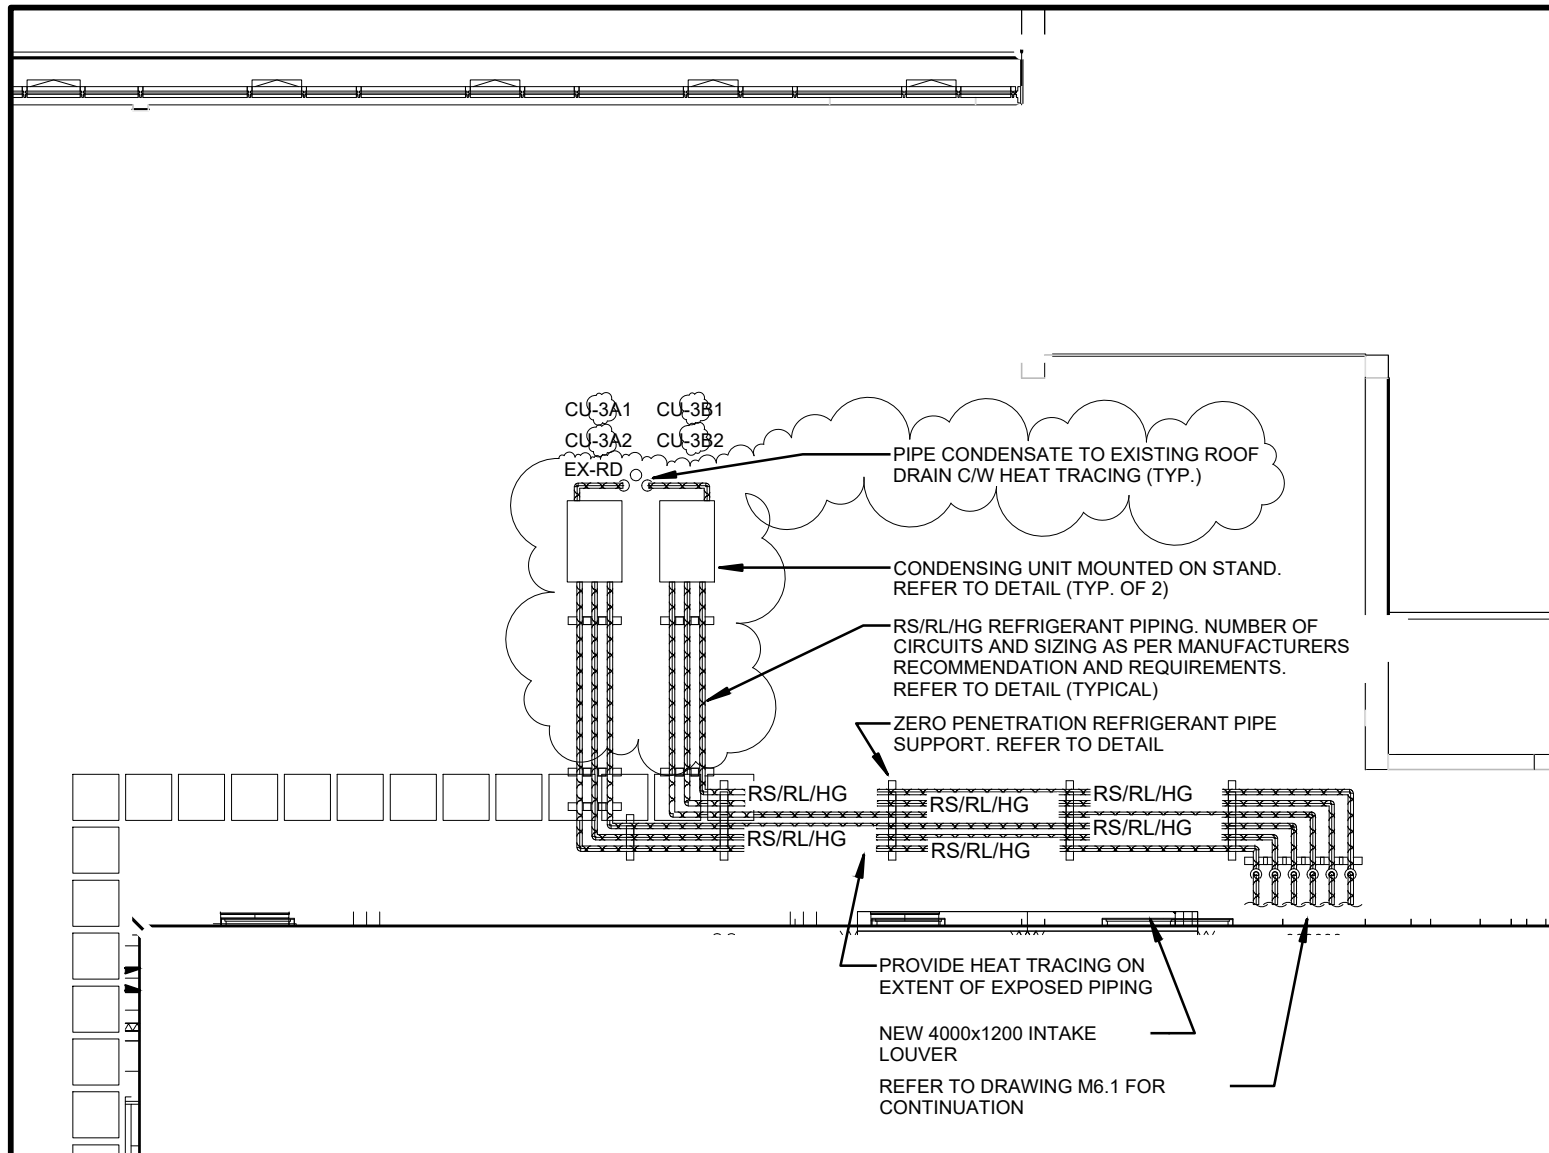 CU-3A1 CU-3B1
CU-3A2 CU-3B2
EX-RD
PIPE CONDENSATE TO EXISTING ROOF
DRAIN C/W HEAT TRACING (TYP.)
CONDENSING UNIT MOUNTED ON STAND.
REFER TO DETAIL (TYP. OF 2)
RS/RL/HG REFRIGERANT PIPING. NUMBER OF
CIRCUITS AND SIZING AS PER MANUFACTURERS
RECOMMENDATION AND REQUIREMENTS.
REFER TO DETAIL (TYPICAL)
ZERO PENETRATION REFRIGERANT PIPE
SUPPORT. REFER TO DETAIL
RS/RL/HG
RS/RL/HG
RS/RL/HG
RS/RL/HG
RS/RL/HG
RS/RL/HG
PROVIDE HEAT TRACING ON
EXTENT OF EXPOSED PIPING
NEW 4000x1200 INTAKE
LOUVER
REFER TO DRAWING M6.1 FOR
CONTINUATION